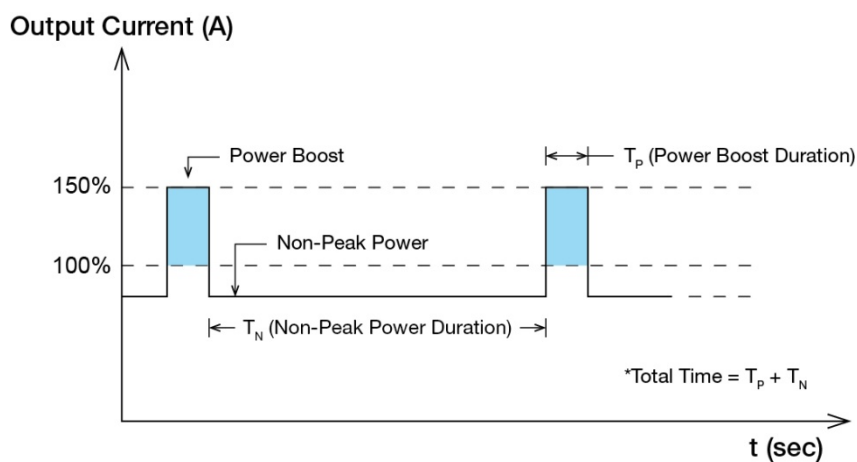 Output Current (A)
Power Boost
T_P (Power Boost Duration)
150%
Non-Peak Power
100%
T_N (Non-Peak Power Duration)
*Total Time = T_P + T_N
t (sec)